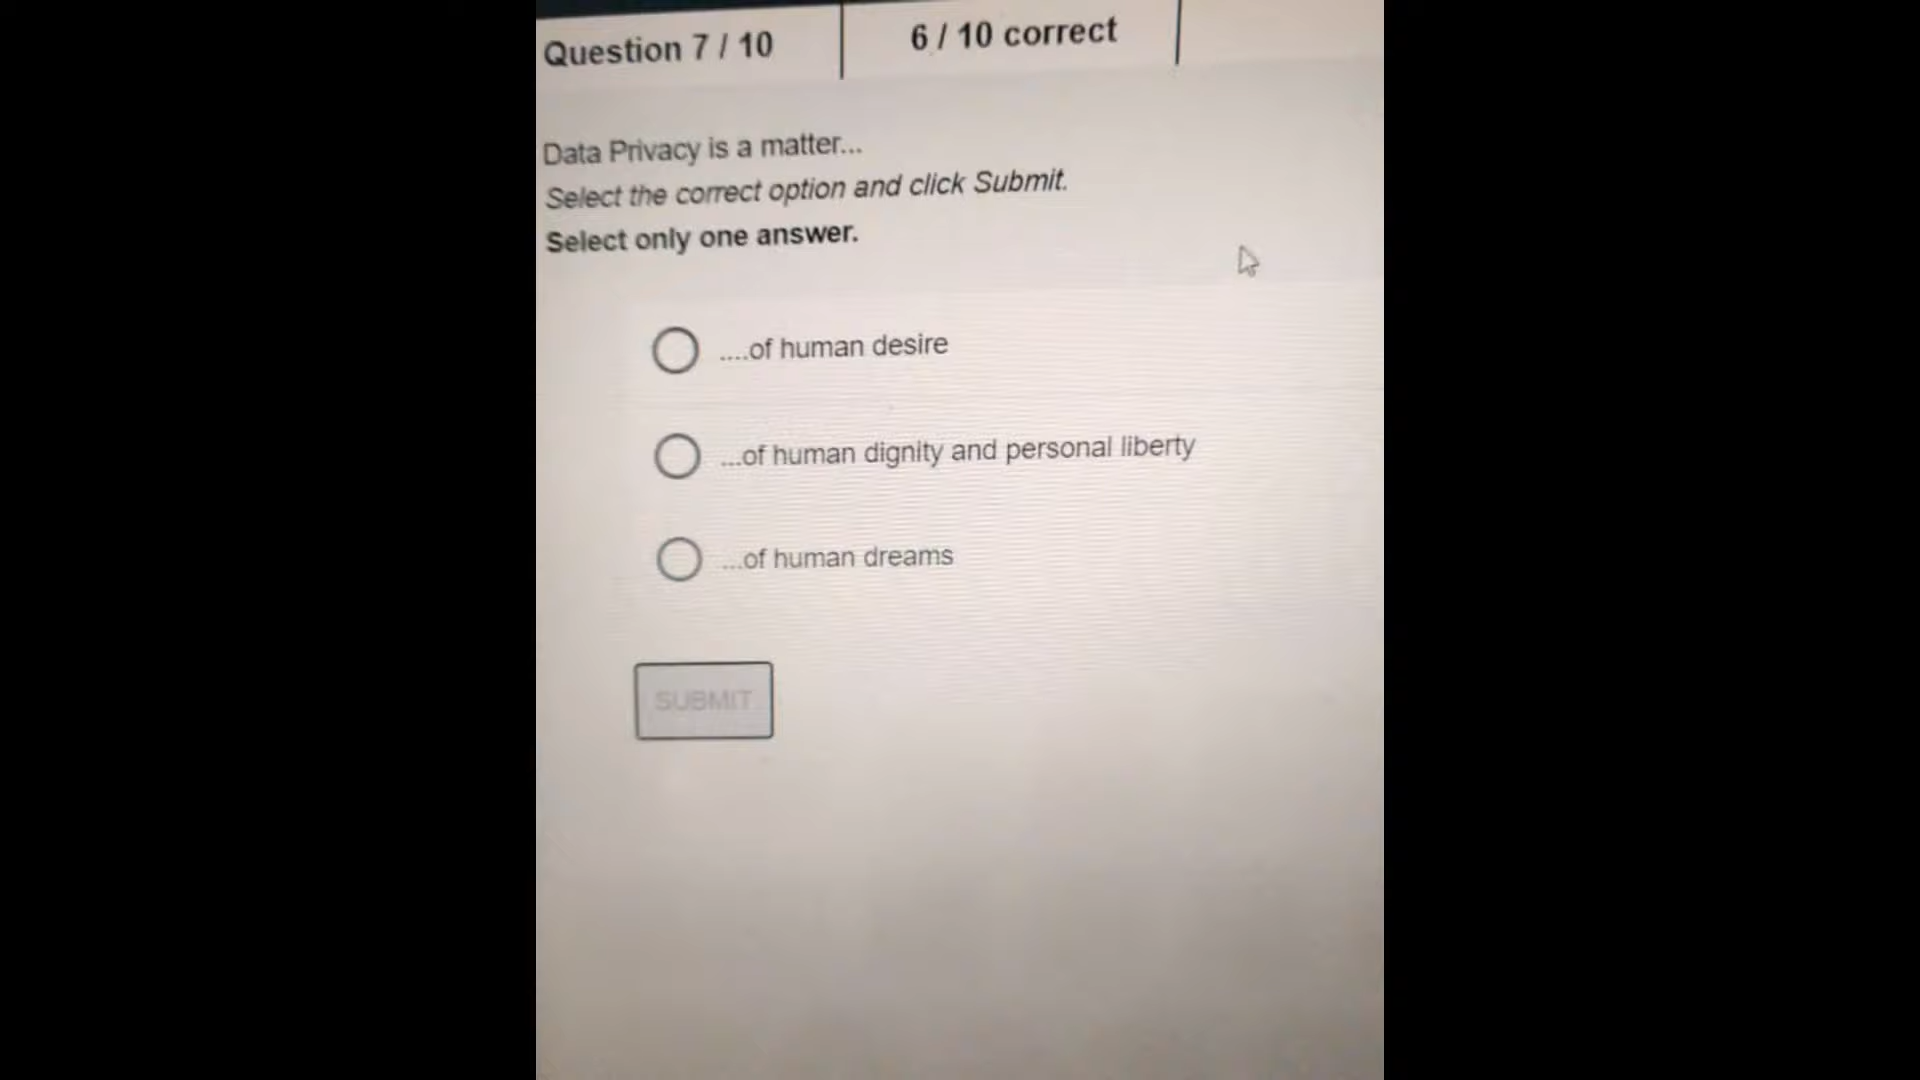 Question 7 / 10
6 / 10 correct
Data Privacy is a matter...
Select the correct option and click Submit.
Select only one answer.
....of human desire
...of human dignity and personal liberty
...of human dreams
SUBMIT